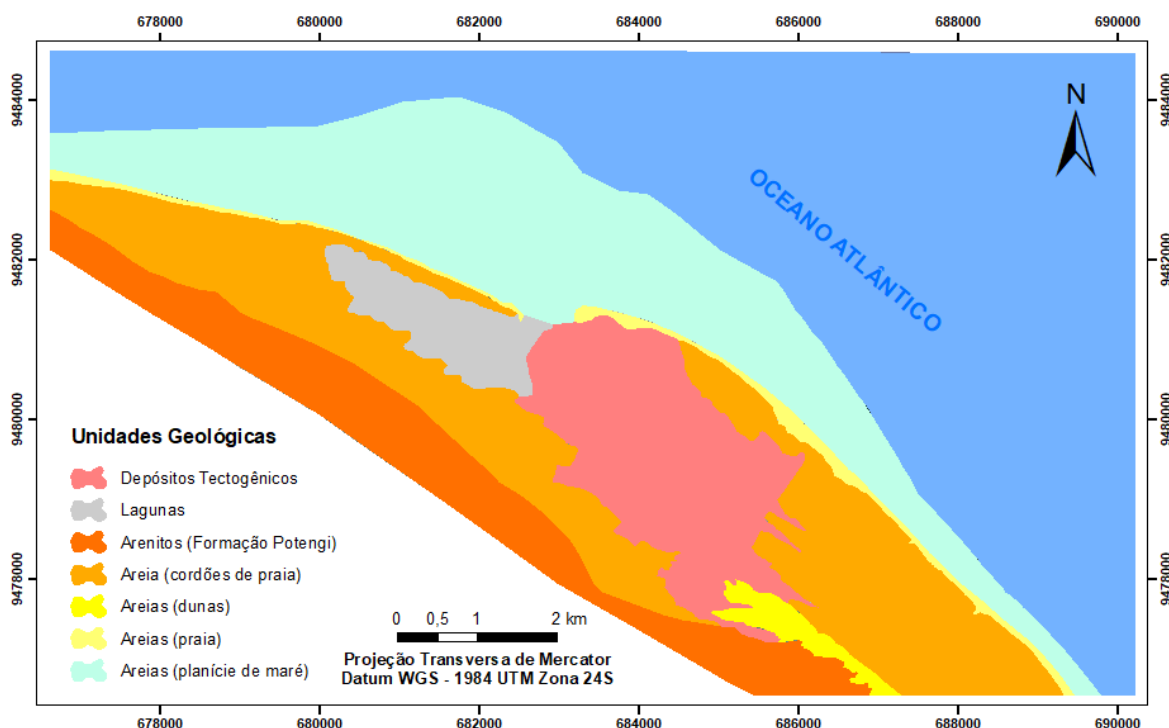 678000 680000 682000 684000 686000 688000 690000
9484000
9484000
N
OCEANO ATLÂNTICO
9482000
9482000
9480000
9480000
Unidades Geológicas
Depósitos Tectogênicos
Lagunas
Arenitos (Formação Potengi)
Areia (cordões de praia)
Areias (dunas)
Areias (praia)
Areias (planície de maré)
9478000
9478000
0 0,5 1 2 km
Projeção Transversa de Mercator
Datum WGS - 1984 UTM Zona 24S
678000 680000 682000 684000 686000 688000 690000